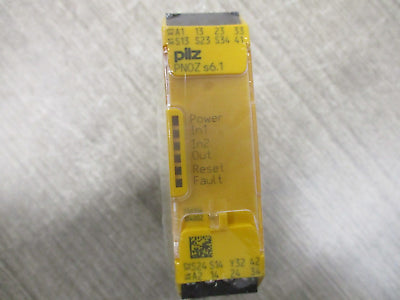 A1 13 23 33
S13 S23 S34 41
pilz
PNOZ s6.1
Power
In1
In2
Out
Reset
Fault
S24 S14 Y32 42
A2 14 24 34